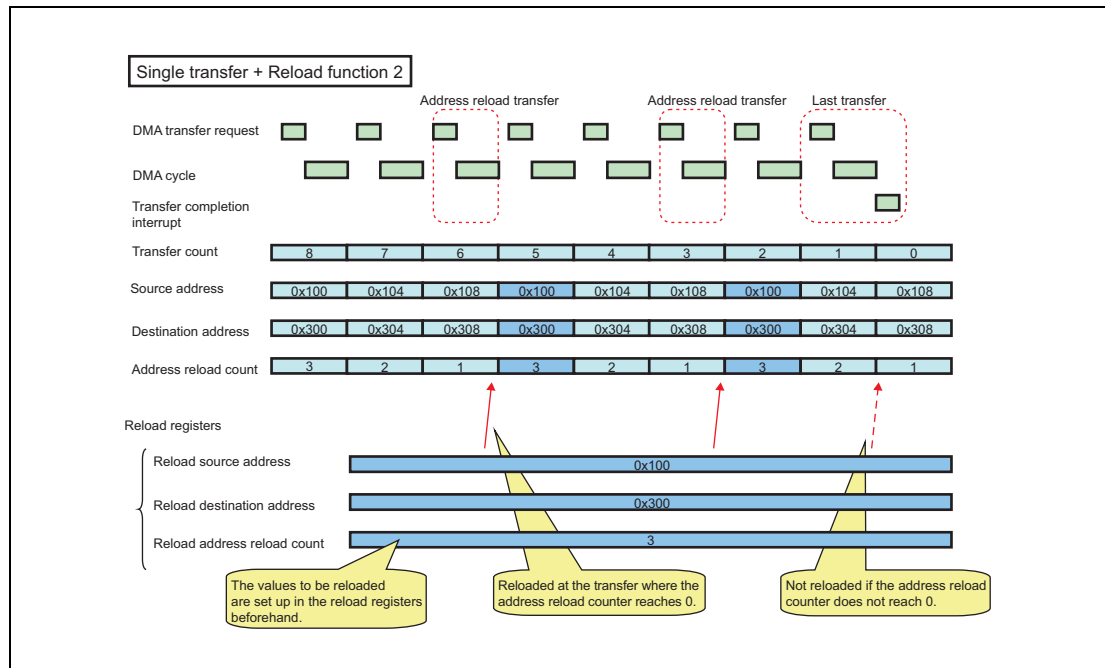 Single transfer + Reload function 2
Address reload transfer
Address reload transfer
Last transfer
DMA transfer request
DMA cycle
Transfer completion
interrupt
Transfer count 8 7 6 5 4 3 2 1 0
Source address 0x100 0x104 0x108 0x100 0x104 0x108 0x100 0x104 0x108
Destination address 0x300 0x304 0x308 0x300 0x304 0x308 0x300 0x304 0x308
Address reload count 3 2 1 3 2 1 3 2 1
Reload registers
Reload source address 0x100
Reload destination address 0x300
Reload address reload count 3
The values to be reloaded
are set up in the reload registers
beforehand.
Reloaded at the transfer where the
address reload counter reaches 0.
Not reloaded if the address reload
counter does not reach 0.